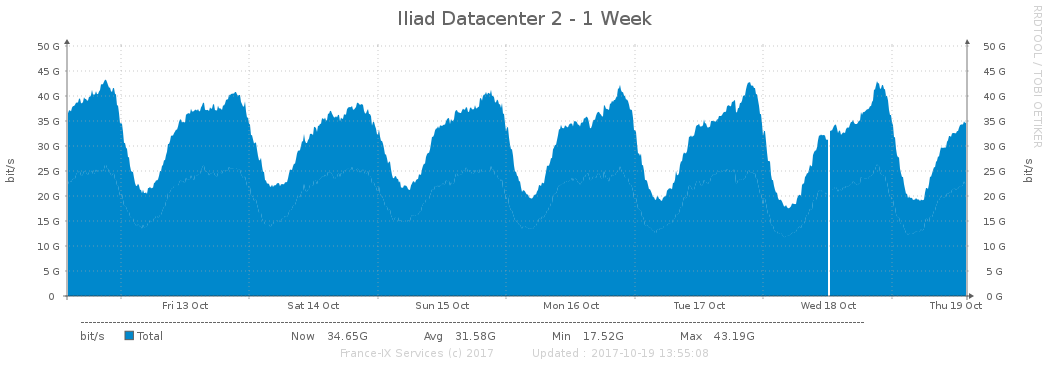 Iliad Datacenter 2 - 1 Week
RRDTOOL / TOBI OETIKER
bit/s
50 G
45 G
40 G
35 G
30 G
25 G
20 G
15 G
10 G
5 G
0
50 G
45 G
40 G
35 G
30 G
25 G
20 G
15 G
10 G
5 G
0 G
bit/s
Fri 13 Oct Sat 14 Oct Sun 15 Oct Mon 16 Oct Tue 17 Oct Wed 18 Oct Thu 19 Oct
bit/s Total Now 34.65G Avg 31.58G Min 17.52G Max 43.19G
France-IX Services (c) 2017 Updated : 2017-10-19 13:55:08